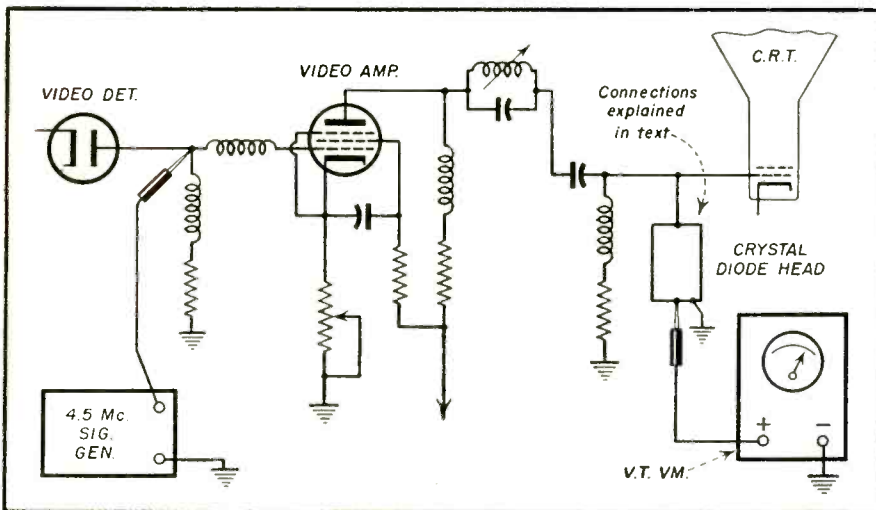 VIDEO DET.
VIDEO AMP.
C.R.T.
Connections
explained
in text
CRYSTAL
DIODE HEAD
4.5 Mc.
SIG.
GEN.
+ −
V.T. VM.